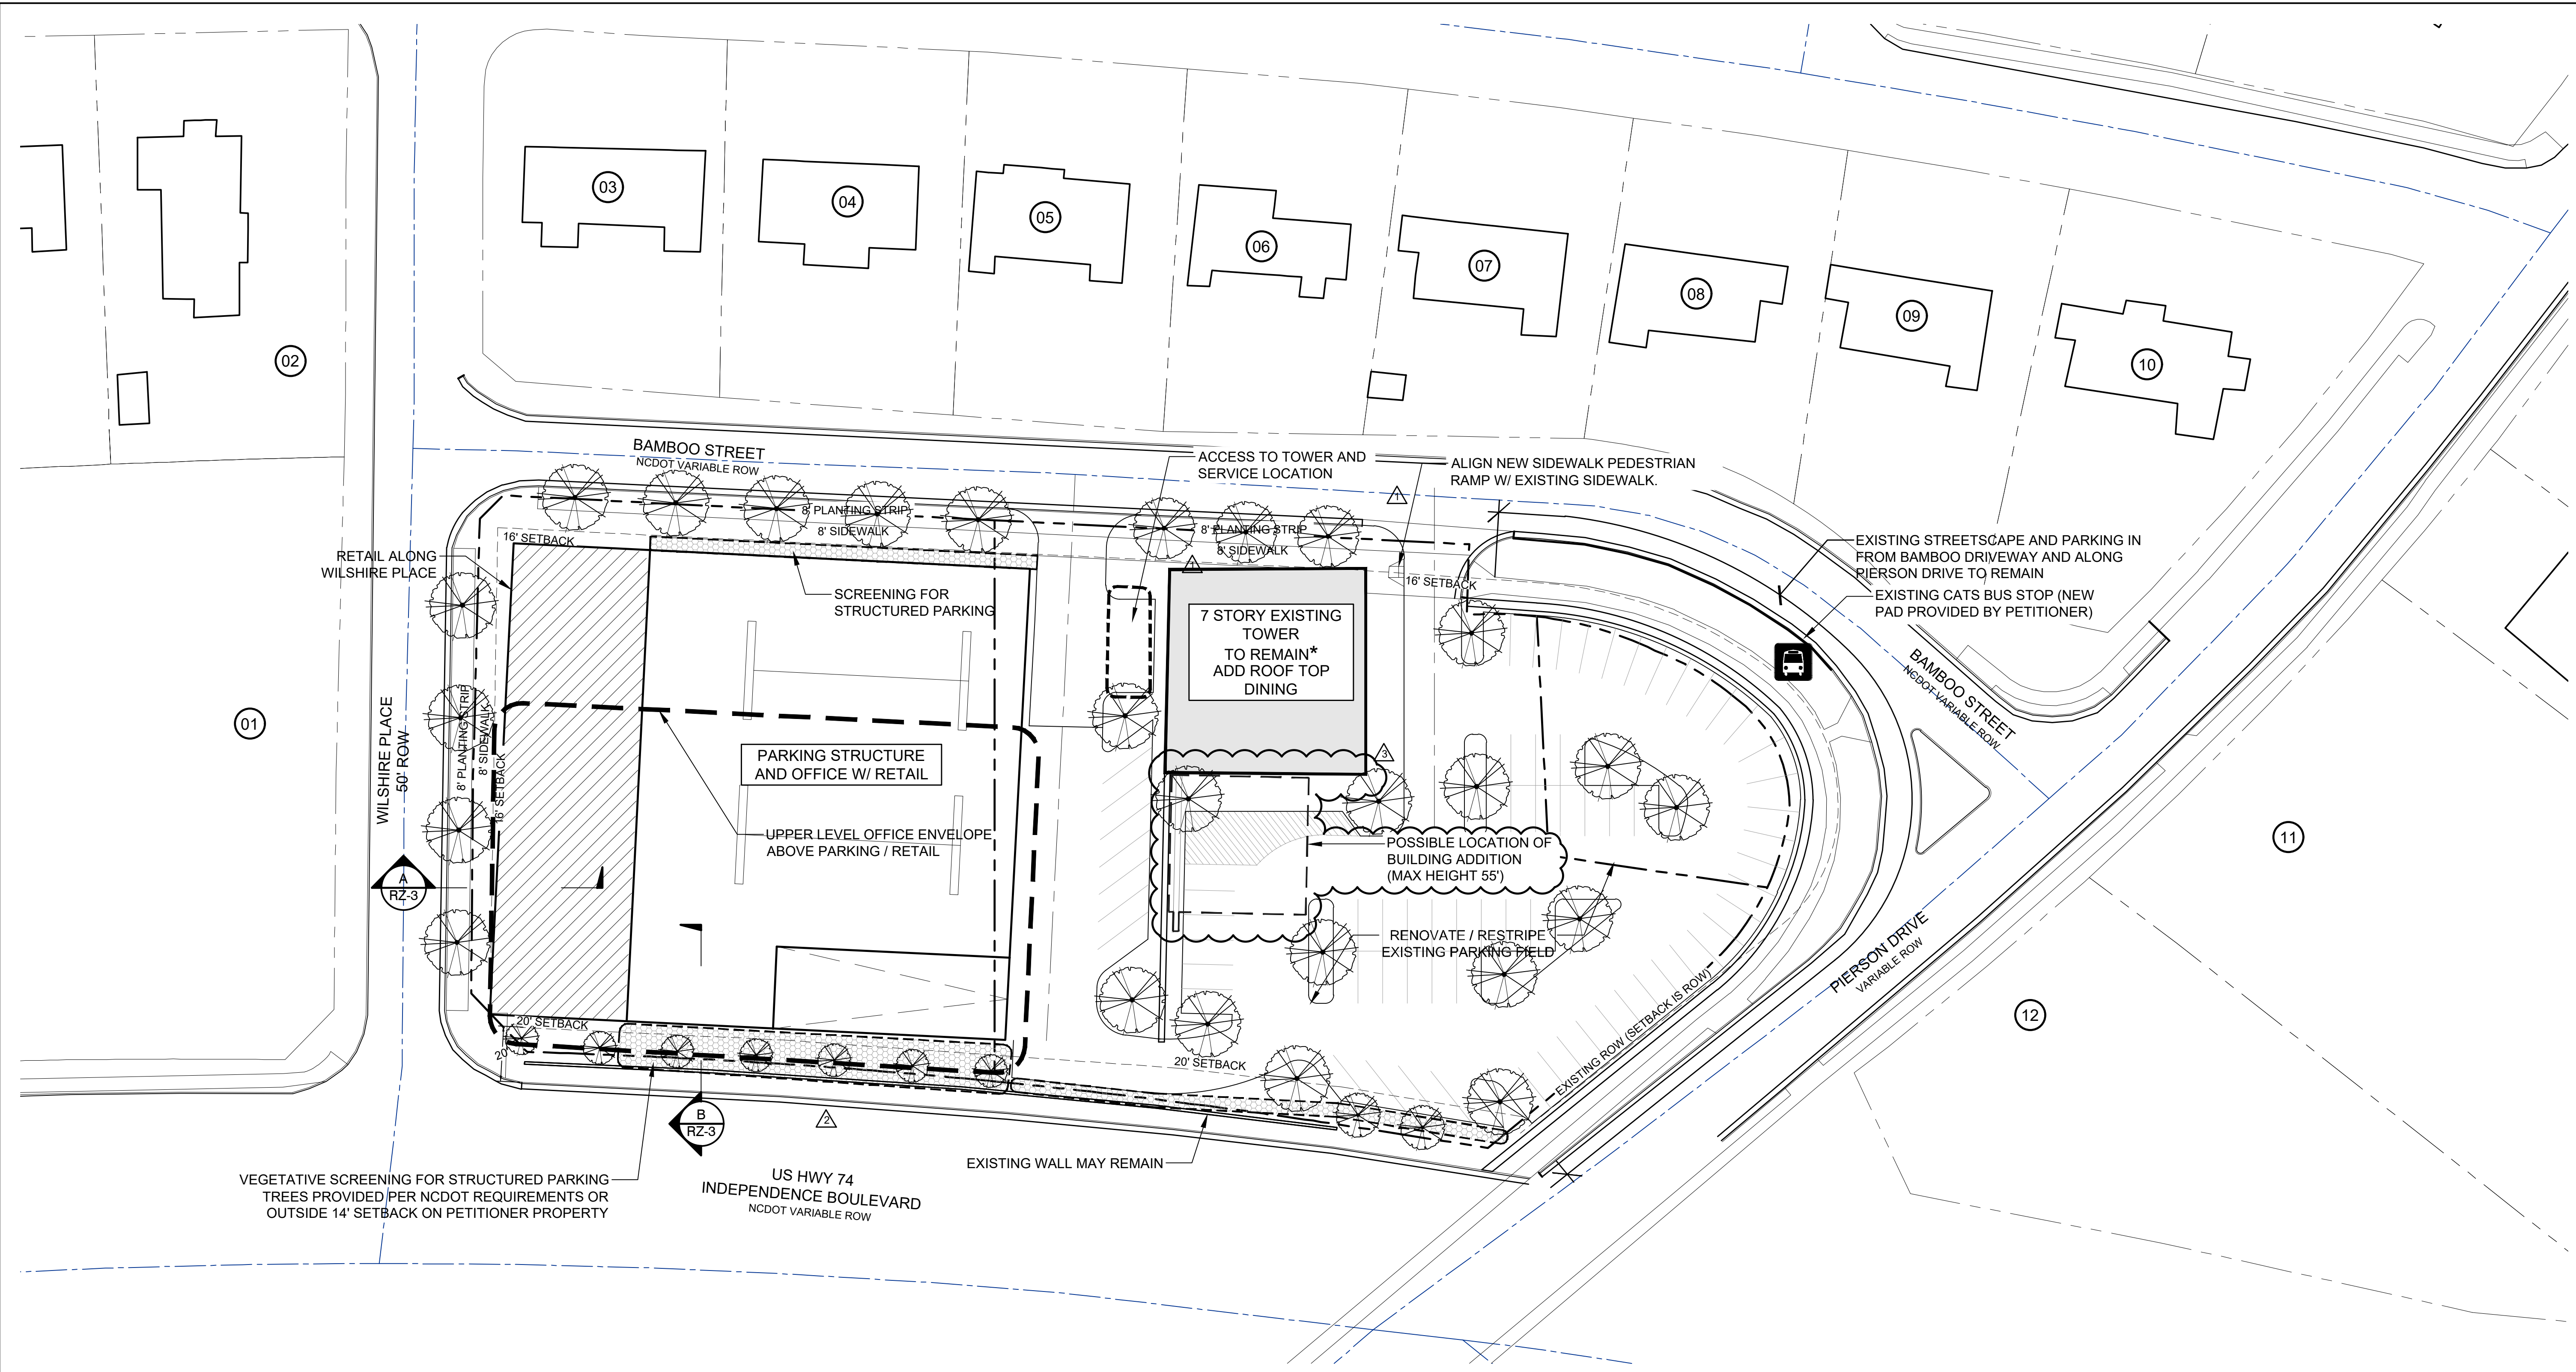 03
04
05
06
07
08
09
10
02
01
11
12
BAMBOO STREET
NCDOT VARIABLE ROW
ACCESS TO TOWER AND
SERVICE LOCATION
ALIGN NEW SIDEWALK PEDESTRIAN
RAMP W/ EXISTING SIDEWALK.
1
8' PLANTING STRIP
8' SIDEWALK
8' PLANTING STRIP
8' SIDEWALK
16' SETBACK
RETAIL ALONG
WILSHIRE PLACE
SCREENING FOR
STRUCTURED PARKING
1
16' SETBACK
EXISTING STREETSCAPE AND PARKING IN
FROM BAMBOO DRIVEWAY AND ALONG
PIERSON DRIVE TO REMAIN
EXISTING CATS BUS STOP (NEW
PAD PROVIDED BY PETITIONER)
7 STORY EXISTING
TOWER
TO REMAIN*
ADD ROOF TOP
DINING
BAMBOO STREET
NCDOT VARIABLE ROW
WILSHIRE PLACE
50' ROW
8' PLANTING STRIP
8' SIDEWALK
16' SETBACK
PARKING STRUCTURE
AND OFFICE W/ RETAIL
3
UPPER LEVEL OFFICE ENVELOPE
ABOVE PARKING / RETAIL
POSSIBLE LOCATION OF
BUILDING ADDITION
(MAX HEIGHT 55')
A
RZ-3
RENOVATE / RESTRIPE
EXISTING PARKING FIELD
PIERSON DRIVE
VARIABLE ROW
EXISTING ROW (SETBACK IS ROW)
20' SETBACK
20'
20' SETBACK
B
RZ-3
2
EXISTING WALL MAY REMAIN
VEGETATIVE SCREENING FOR STRUCTURED PARKING
TREES PROVIDED PER NCDOT REQUIREMENTS OR
OUTSIDE 14' SETBACK ON PETITIONER PROPERTY
US HWY 74
INDEPENDENCE BOULEVARD
NCDOT VARIABLE ROW